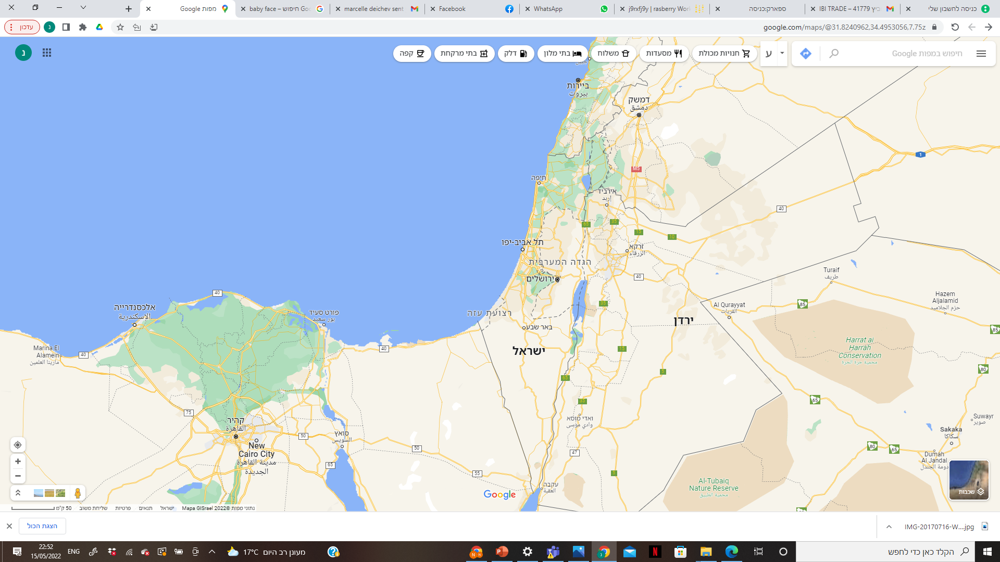 מפות Google
baby face – חיפוש Goo
marcelle deichev sent
Facebook
WhatsApp
j9rxfj9y | rasberry Work
ספארק:כניסה
IBI TRADE – 41779 ביץ
כניסה לחשבון שלי
עדכון
נ
google.com/maps/@31.8240962,34.4953056,7.75z
נ
קפה
בתי מרקחת
דלק
בתי מלון
משלוח
מסעדות
חנויות מכולת
ע
חיפוש במפות Google
جبيل
ביירות
بيروت
דמשק
دمشق
1
M5
חיפה
אירביד
إربد
40
65
35
15
10
תל אביב-יפו
זרקא
الزرقاء
הגדה המערבית
40
ירושלים
Turaif
طريف
40
אלכסנדרייה
الإسكندرية
פורט סעיד
بور سعيد
רצועת עזה
35
ירדן
Al Qurayyat
القريات
85
Hazem
Aljalamid
حزم الجلاميد
באר שבע
85
Marina El
Alamein
مارينا العلمين
40
40
ישראל
15
Harrat al
Harrah
Conservation
محمية حرة الحرة
65
5
80
35
65
75
קהיר
القاهرة
ואדי מוסא
وادي موسى
Suwayr
صوير
Sakaka
سكاكا
סואץ
السويس
50
50
New
Cairo City
مدينة القاهرة
الجديدة
47
80
65
Dumah
Al Jandal
دومة الجندل
65
55
5
עקבה
العقبة
Al-Tubaiq
Nature Reserve
محمية الطبيق
Google
שכבות
50 ק"מ
שליחת משוב
פרטיות
תנאים
ישראל
נתוני מפות ©2022 Mapa GISrael
הצגת הכול
IMG-20170716-W....jpg
22:52
15/05/2022
ENG
17°C
מעונן רב היום
הקלד כאן כדי לחפש